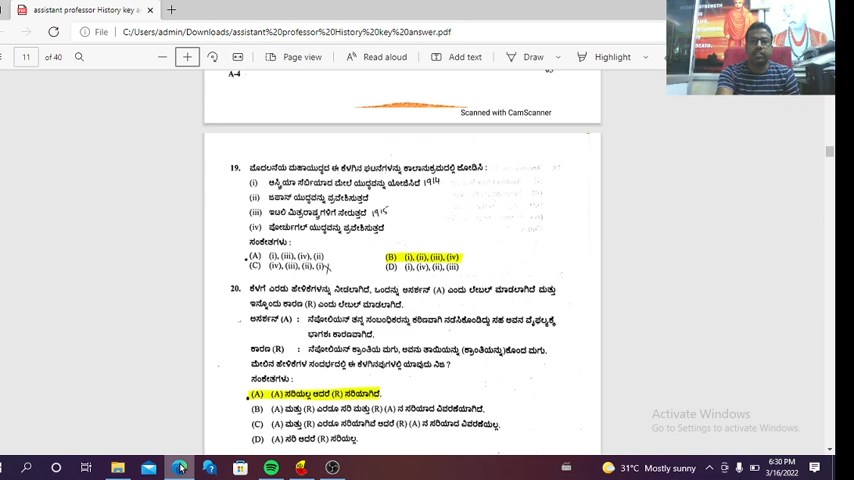 assistant professor History key a
File
C:/Users/admin/Downloads/assistant%20professor%20History%20key%20answer.pdf
11 of 40
Page view
Read aloud
Add text
Draw
Highlight
STRENGTH
DEATH.
A-4
Scanned with CamScanner
19. ಮೊದಲನೆಯ ಮಹಾಯುದ್ಧದ ಈ ಕೆಳಗಿನ ಘಟನೆಗಳನ್ನು ಕಾಲಾನುಕ್ರಮದಲ್ಲಿ ಜೋಡಿಸಿ :
(i) ಆಸ್ಟ್ರಿಯಾ ಸರ್ಬಿಯಾದ ಮೇಲೆ ಯುದ್ಧವನ್ನು ಘೋಷಿಸಿದೆ 1914
(ii) ಜಪಾನ್ ಯುದ್ಧವನ್ನು ಪ್ರವೇಶಿಸುತ್ತದೆ
(iii) ಇಟಲಿ ಮಿತ್ರರಾಷ್ಟ್ರಗಳಿಗೆ ಸೇರುತ್ತದೆ 1915
(iv) ಪೋರ್ಚುಗಲ್ ಯುದ್ಧವನ್ನು ಪ್ರವೇಶಿಸುತ್ತದೆ
ಸಂಕೇತಗಳು :
(A) (i), (iii), (iv), (ii) (B) (i), (ii), (iii), (iv)
(C) (iv), (iii), (ii), (i) (D) (i), (iv), (ii), (iii)
20. ಕೆಳಗೆ ಎರಡು ಹೇಳಿಕೆಗಳನ್ನು ನೀಡಲಾಗಿದೆ, ಒಂದನ್ನು ಅಸರ್ಶನ್ (A) ಎಂದು ಲೇಬಲ್ ಮಾಡಲಾಗಿದೆ ಮತ್ತು
ಇನ್ನೊಂದು ಕಾರಣ (R) ಎಂದು ಲೇಬಲ್ ಮಾಡಲಾಗಿದೆ.
ಅಸರ್ಶನ್ (A) : ನೆಪೋಲಿಯನ್ ತನ್ನ ಸಂಬಂಧಿಕರನ್ನು ಕಠಿಣವಾಗಿ ನಡೆಸಿಕೊಂಡಿದ್ದು ಸಹ ಅವನ ವೈಫಲ್ಯಕ್ಕೆ
ಭಾಗಶಃ ಕಾರಣವಾಗಿದೆ.
ಕಾರಣ (R) : ನೆಪೋಲಿಯನ್ ಕ್ರಾಂತಿಯ ಮಗು, ಅವನು ತಾಯಿಯನ್ನು (ಕ್ರಾಂತಿಯನ್ನು) ಕೊಂದ ಮಗು.
ಮೇಲಿನ ಹೇಳಿಕೆಗಳ ಸಂದರ್ಭದಲ್ಲಿ ಈ ಕೆಳಗಿನವುಗಳಲ್ಲಿ ಯಾವುದು ನಿಜ ?
ಸಂಕೇತಗಳು :
(A) (A) ಸರಿಯಲ್ಲ ಆದರೆ (R) ಸರಿಯಾಗಿದೆ.
(B) (A) ಮತ್ತು (R) ಎರಡೂ ಸರಿ ಮತ್ತು (R) (A) ನ ಸರಿಯಾದ ವಿವರಣೆಯಾಗಿದೆ.
(C) (A) ಮತ್ತು (R) ಎರಡೂ ಸರಿಯಾಗಿವೆ ಆದರೆ (R) (A) ನ ಸರಿಯಾದ ವಿವರಣೆಯಲ್ಲ.
(D) (A) ಸರಿ ಆದರೆ (R) ಸರಿಯಲ್ಲ.
Activate Windows
Go to Settings to activate Windows.
31°C Mostly sunny
6:30 PM
3/16/2022